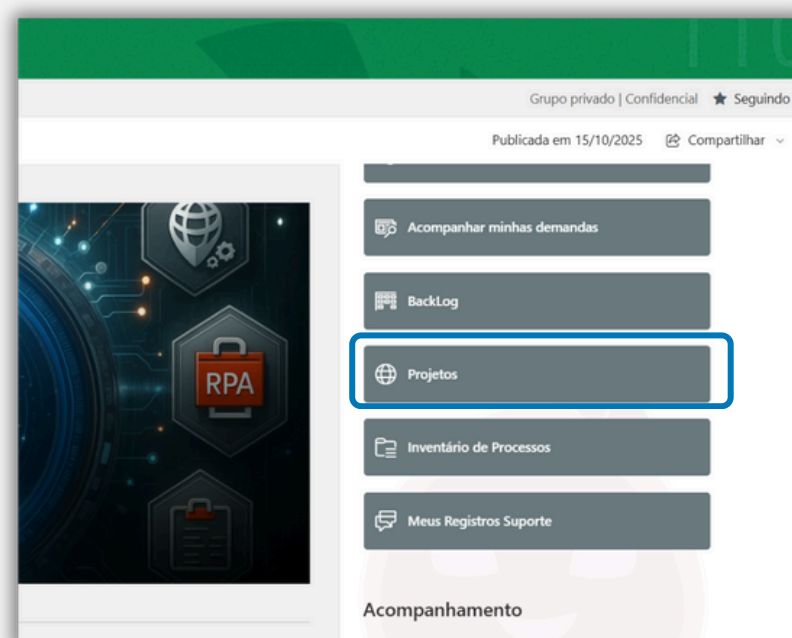 Grupo privado | Confidencial ★ Seguindo
Publicada em 15/10/2025 Compartilhar
Acompanhar minhas demandas
BackLog
Projetos
RPA
Inventário de Processos
Meus Registros Suporte
Acompanhamento